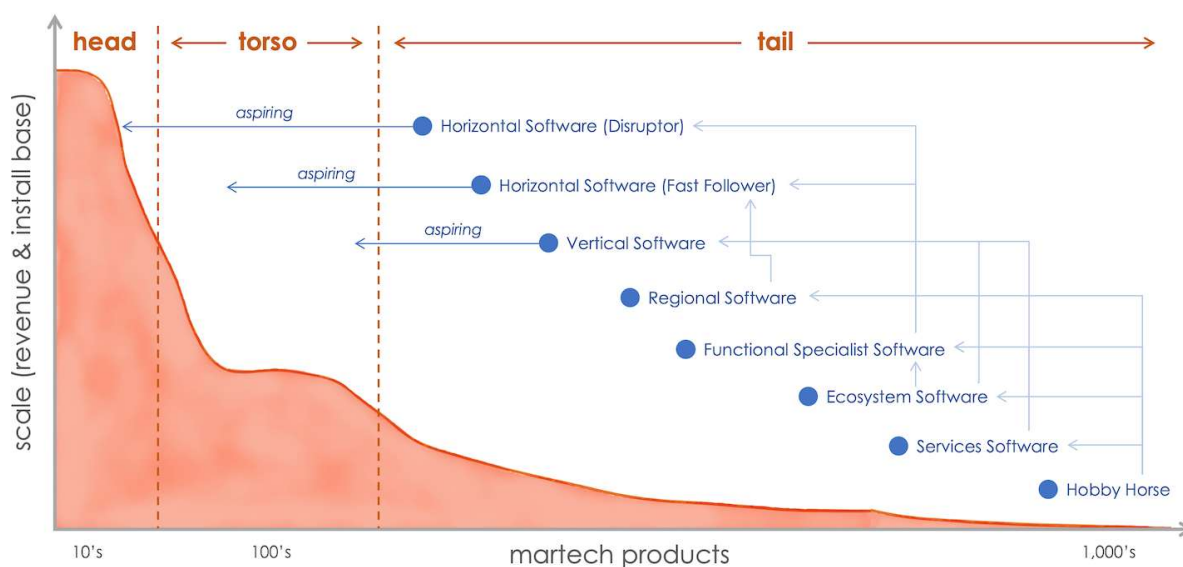 head
torso
tail
scale (revenue & install base)
aspiring
Horizontal Software (Disruptor)
aspiring
Horizontal Software (Fast Follower)
aspiring
Vertical Software
Regional Software
Functional Specialist Software
Ecosystem Software
Services Software
Hobby Horse
10's
100's
martech products
1,000's